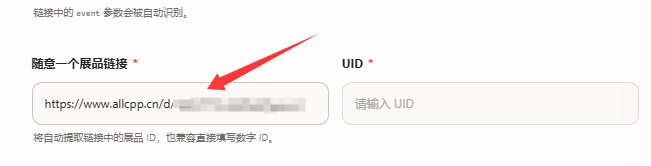 链接中的 event 参数会被自动识别。
随意一个展品链接 *
UID *
https://www.allcpp.cn/d/
请输入 UID
将自动提取链接中的展品 ID，也兼容直接填写数字 ID。